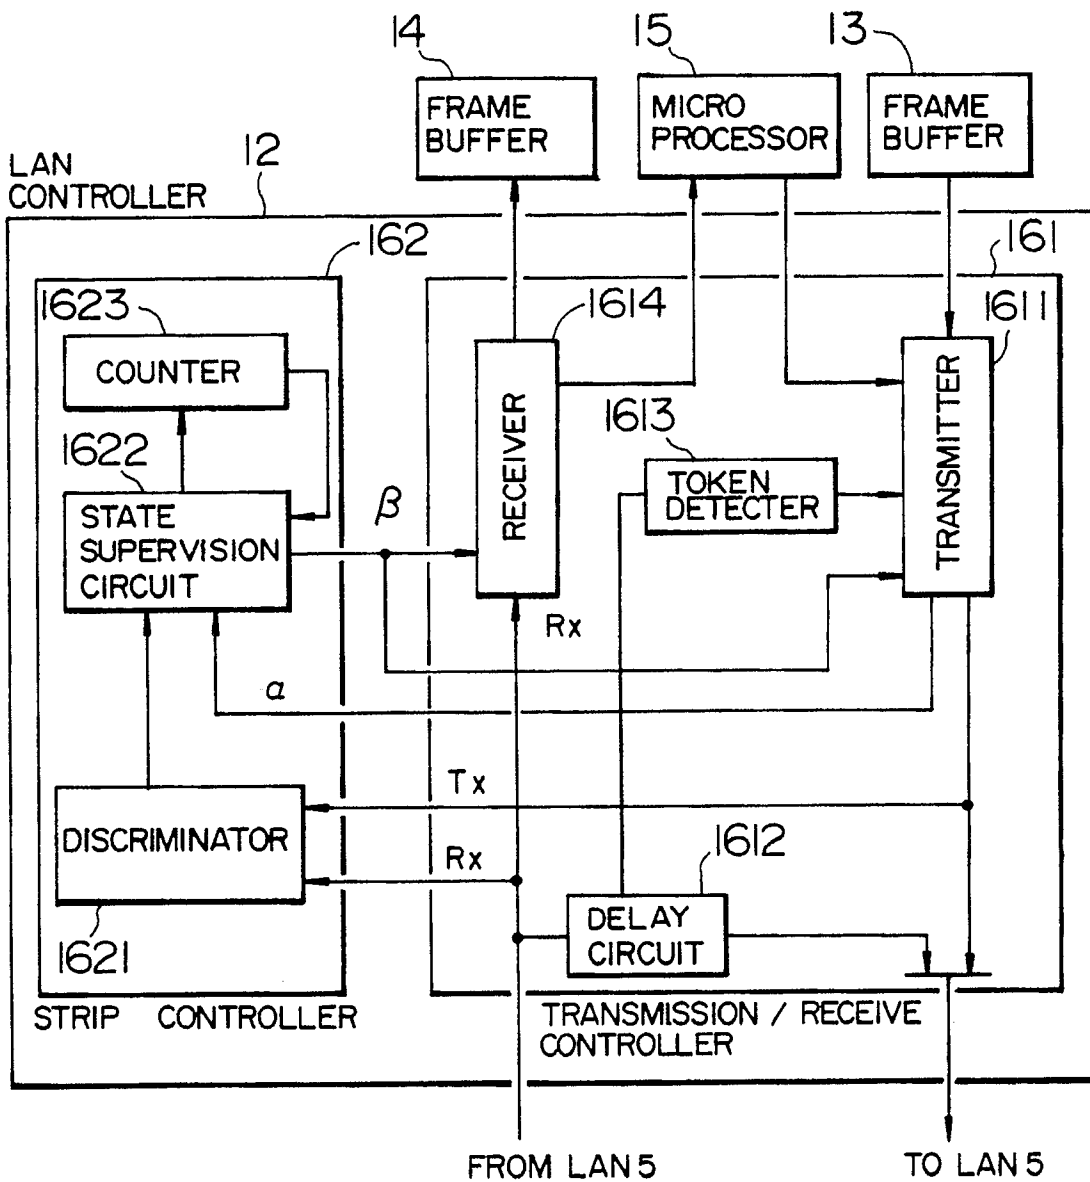 14
15
13
FRAME
BUFFER
MICRO
PROCESSOR
FRAME
BUFFER
LAN
CONTROLLER
12
162
161
1623
COUNTER
1614
RECEIVER
1611
TRANSMITTER
1613
TOKEN
DETECTER
1622
STATE
SUPERVISION
CIRCUIT
β
Rx
α
Tx
DISCRIMINATOR
Rx
1612
DELAY
CIRCUIT
1621
STRIP CONTROLLER
TRANSMISSION / RECEIVE
CONTROLLER
FROM LAN 5
TO LAN 5